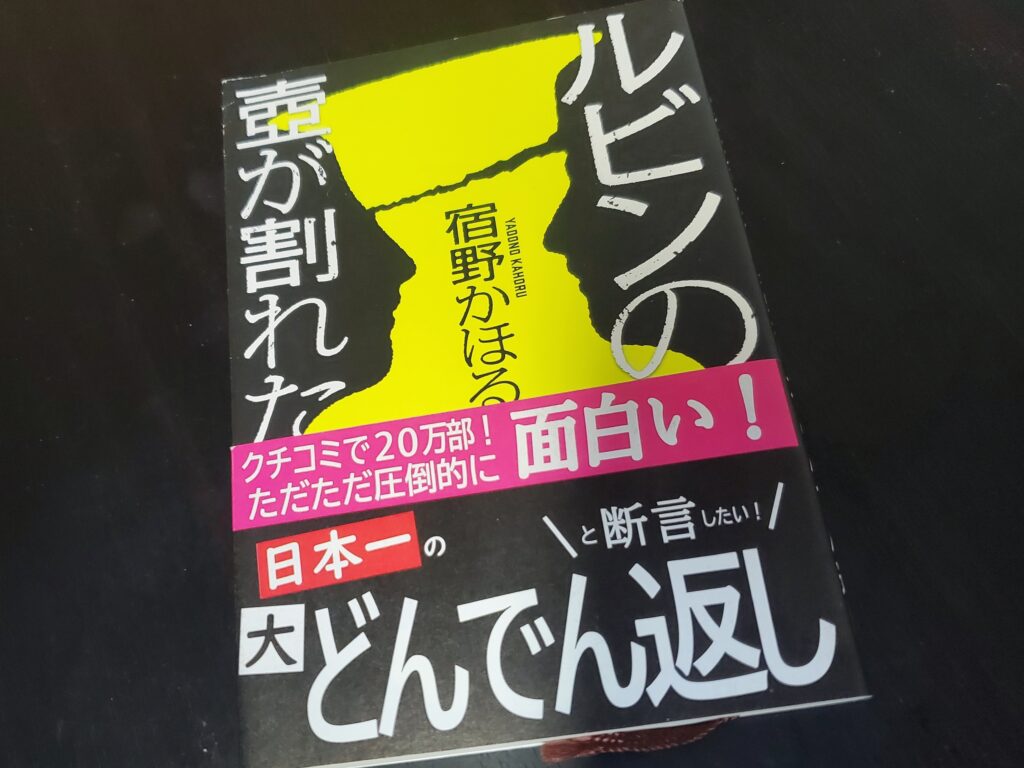 ルビンの
壺が割れた
宿野かほる
YADONO KAHORU
クチコミで20万部！
ただただ圧倒的に
面白い！
日本一の
と断言したい！
大どんでん返し